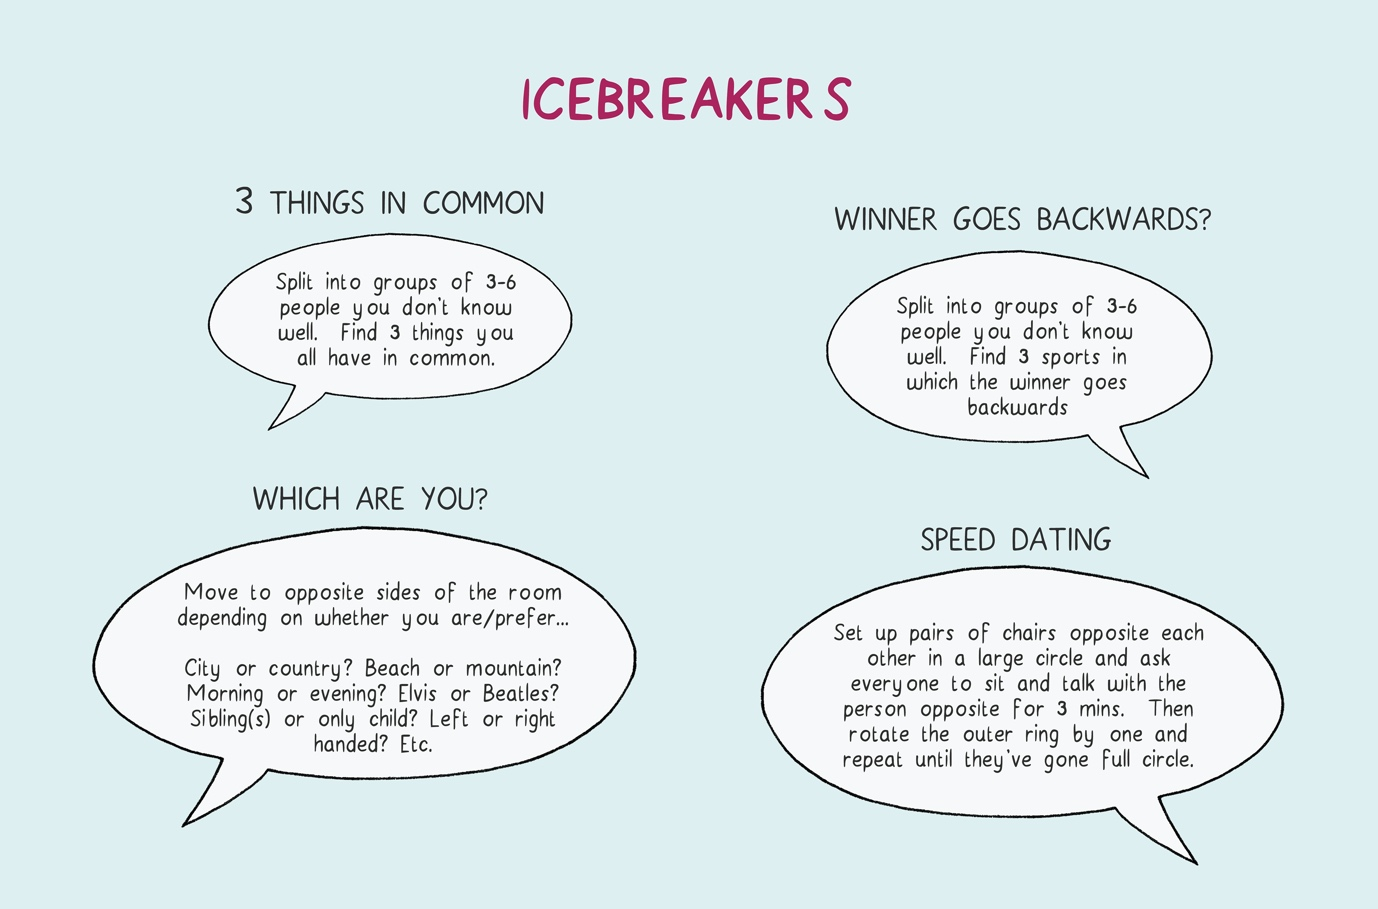 ICEBREAKERS
3 THINGS IN COMMON
Split into groups of 3-6
people you don't know
well. Find 3 things you
all have in common.
WINNER GOES BACKWARDS?
Split into groups of 3-6
people you don't know
well. Find 3 sports in
which the winner goes
backwards
WHICH ARE YOU?
Move to opposite sides of the room
depending on whether you are/prefer...
City or country? Beach or mountain?
Morning or evening? Elvis or Beatles?
Sibling(s) or only child? Left or right
handed? Etc.
SPEED DATING
Set up pairs of chairs opposite each
other in a large circle and ask
everyone to sit and talk with the
person opposite for 3 mins. Then
rotate the outer ring by one and
repeat until they've gone full circle.